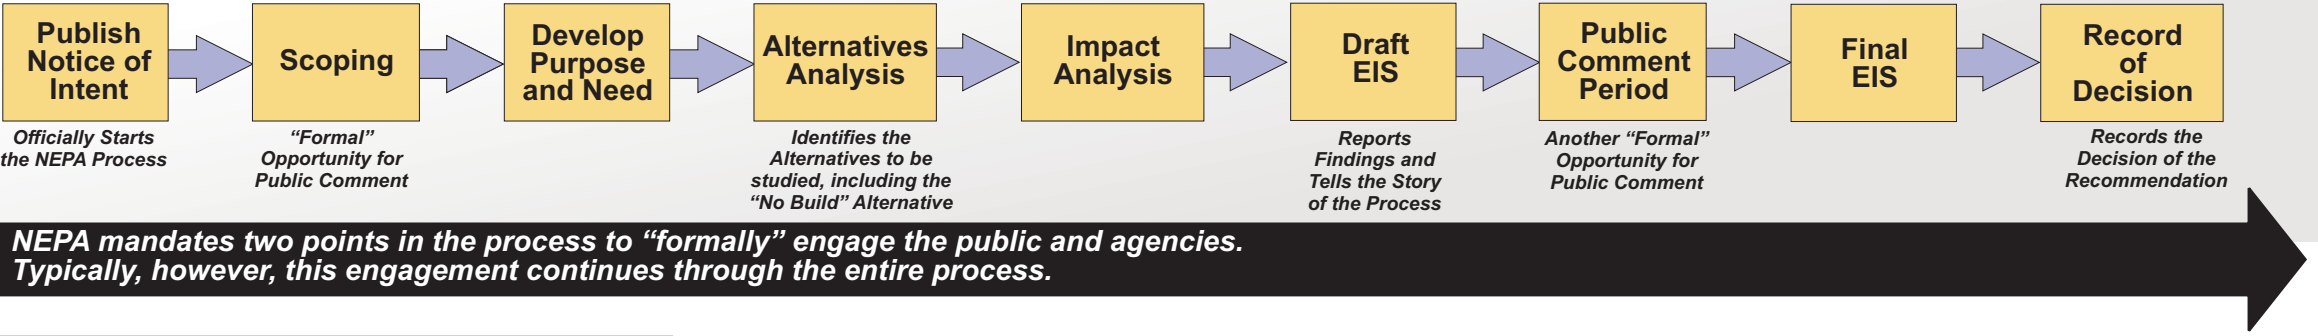 Publish
Notice of
Intent
Scoping
Develop
Purpose
and Need
Alternatives
Analysis
Impact
Analysis
Draft
EIS
Public
Comment
Period
Final
EIS
Record
of
Decision
Officially Starts
the NEPA Process
“Formal”
Opportunity for
Public Comment
Identifies the
Alternatives to be
studied, including the
“No Build” Alternative
Reports
Findings and
Tells the Story
of the Process
Another “Formal”
Opportunity for
Public Comment
Records the
Decision of the
Recommendation
NEPA mandates two points in the process to “formally” engage the public and agencies.
Typically, however, this engagement continues through the entire process.